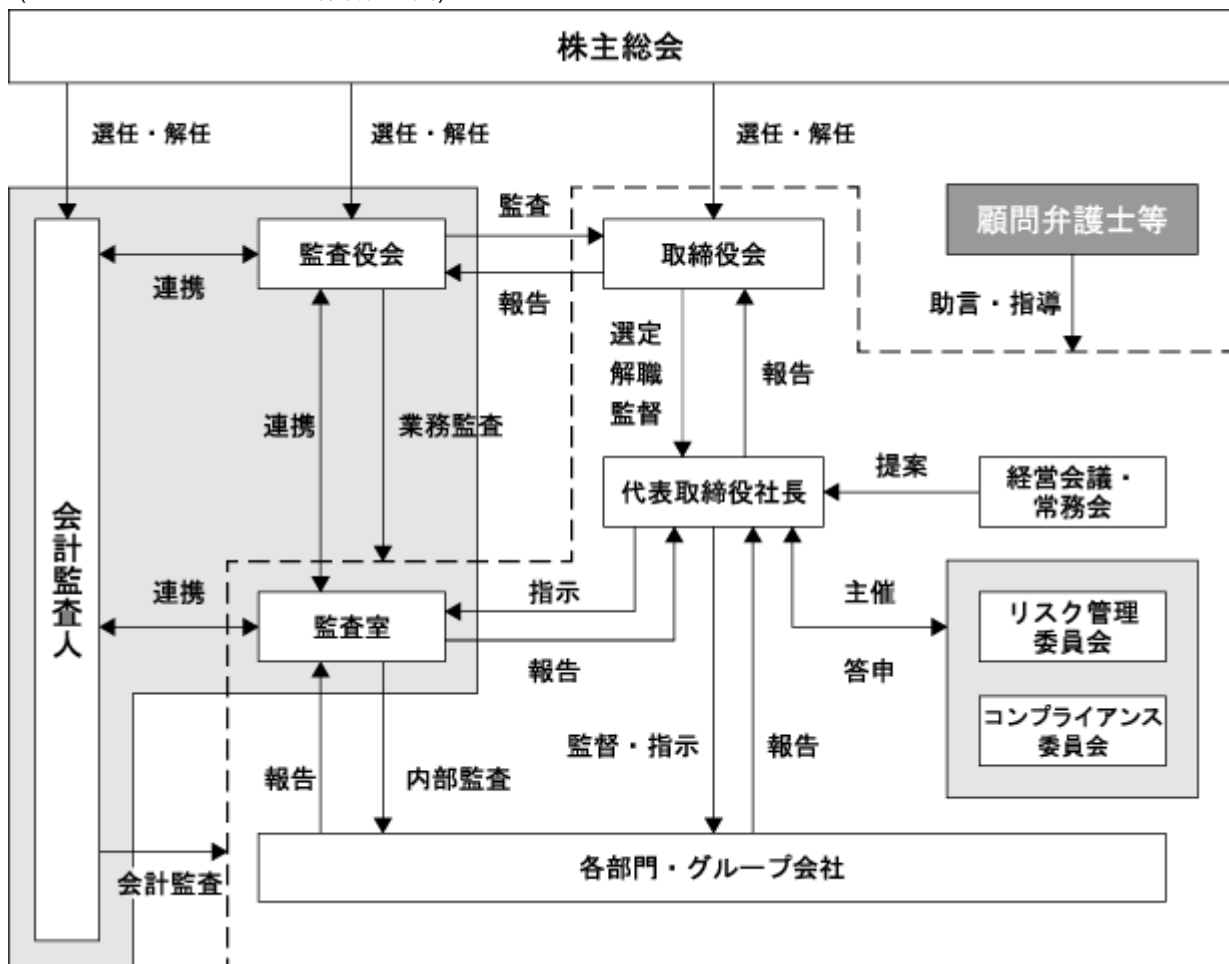 株主総会
選任・解任
選任・解任
選任・解任
監査
顧問弁護士等
監査役会
取締役会
連携
報告
助言・指導
選定
解職
監督
報告
連携
業務監査
提案
代表取締役社長
経営会議・
常務会
会計監査人
連携
指示
主催
監査室
リスク管理
委員会
報告
答申
コンプライアンス
委員会
監督・指示
報告
報告
内部監査
各部門・グループ会社
会計監査